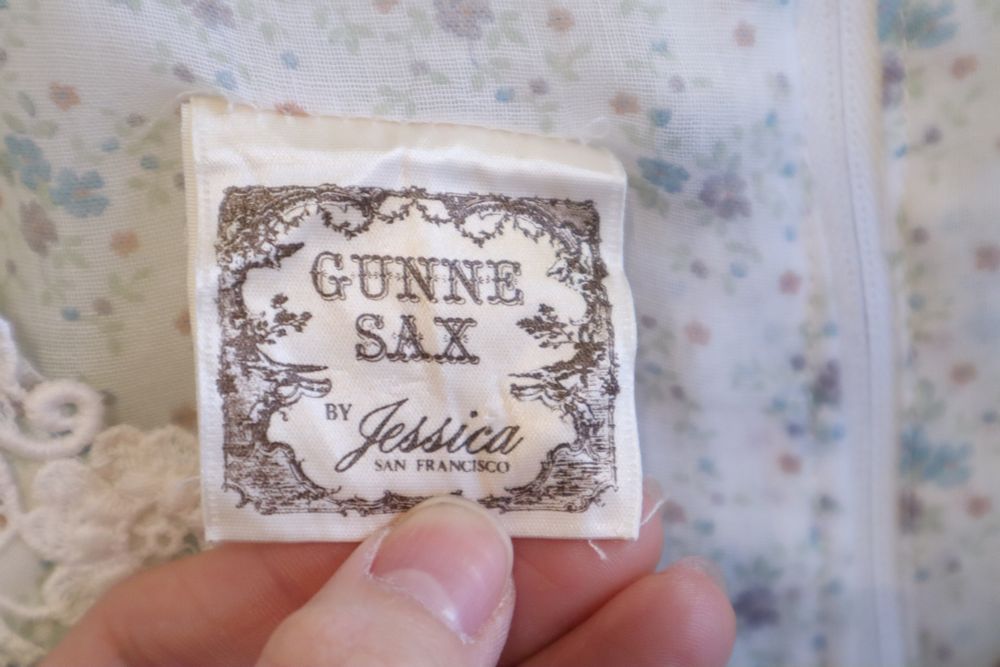 GUNNE
SAX
BY Jessica
SAN FRANCISCO